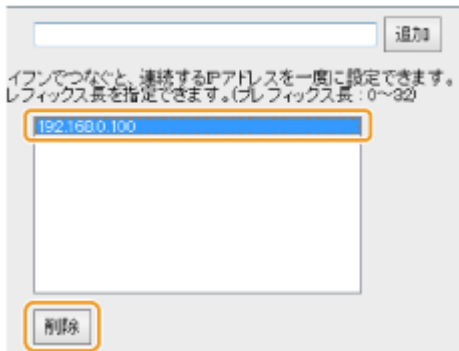 追加
イフンでつなぐと、連続するIPアドレスを一度に設定できます。
レフィックス長を指定できます。(プレフィックス長：0～32)
192.168.0.100
削除